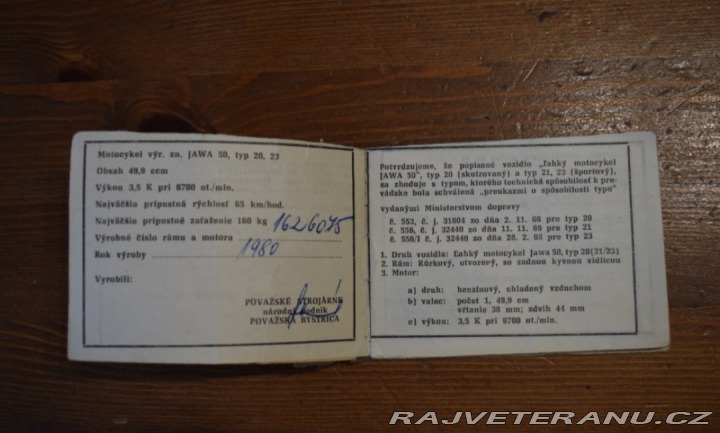 Motocykel výr. zn. JAWA 50, typ 20, 23
Obsah 49,9 ccm
Výkou 3,5 K pri 6700 ot./min.
Najväčšia prípustná rýchlosť 65 km/hod.
Najväčšie prípustné zaťaženie 160 kg
Výrobné číslo rámu a motora 1626075
Rok výroby 1980
Vyrobili:
POVAŽSKÉ STROJÁRNE
národný podnik
POVAŽSKÁ BYSTRICA
Potvrdzujeme, že popísané vozidlo „ľahký motocykel
JAWA 50", typ 20 (skútrovaný) a typ 21, 23 (športový),
sa zhoduje s typom, ktorého technická spôsobilosť k pre-
vádzke bola schválená „preukazmi o spôsobilosti typu"
vydanými Ministerstvom dopravy
č. 553, č. j. 31604 zo dňa 2. 11. 66 pre typ 20
č. 556, č. j. 32440 zo dňa 11. 11. 66 pre typ 21
č. 556/I č. j. 32440 zo dňa 28. 2. 68 pre typ 23
1. Druh vozidla: Ľahký motocykel Jawa 50, typ 20 (21/23)
2. Rám: Rúrkový, otvorený, so zadnou kyvnou vidlicou
3. Motor:
a) druh: benzínový, chladený vzduchom
b) valec: počet 1, 49,9 cm
vŕtanie 38 mm; zdvih 44 mm
c) výkon: 3,5 K pri 6700 ot./min.
RAJVETERANU.CZ